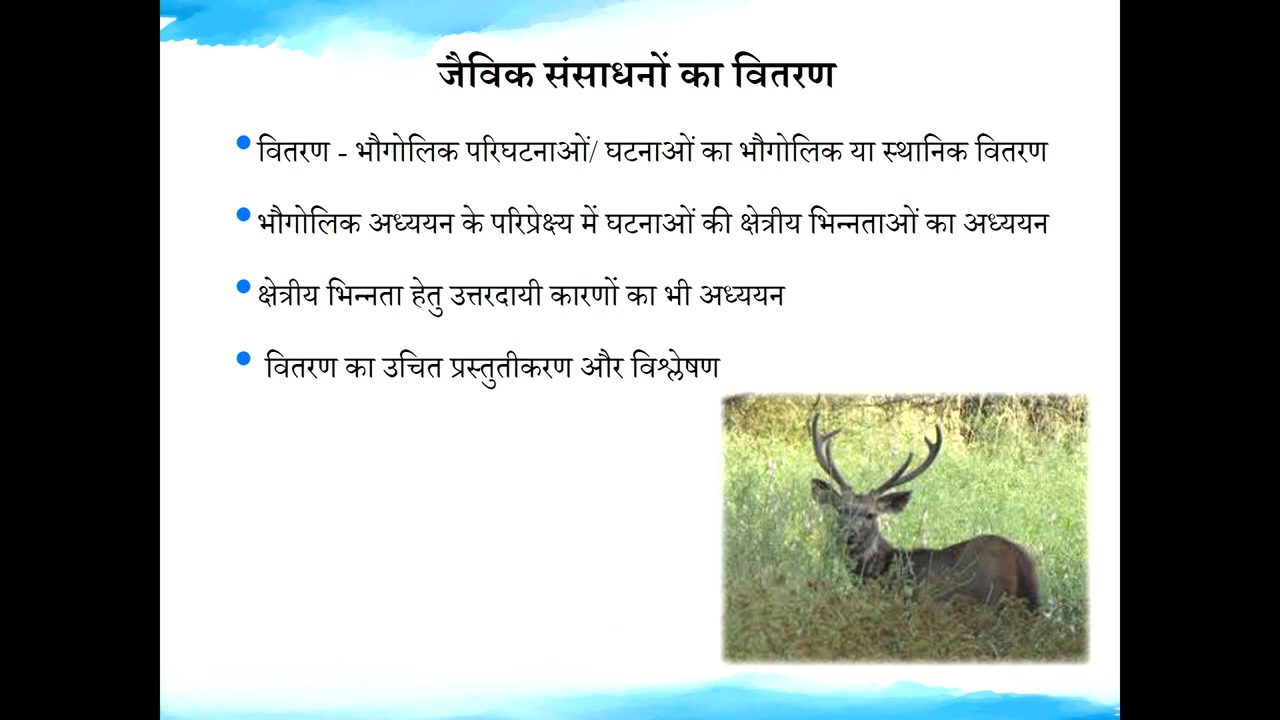 जैविक संसाधनों का वितरण
वितरण - भौगोलिक परिघटनाओं/ घटनाओं का भौगोलिक या स्थानिक वितरण
भौगोलिक अध्ययन के परिप्रेक्ष्य में घटनाओं की क्षेत्रीय भिन्नताओं का अध्ययन
क्षेत्रीय भिन्नता हेतु उत्तरदायी कारणों का भी अध्ययन
वितरण का उचित प्रस्तुतीकरण और विश्लेषण